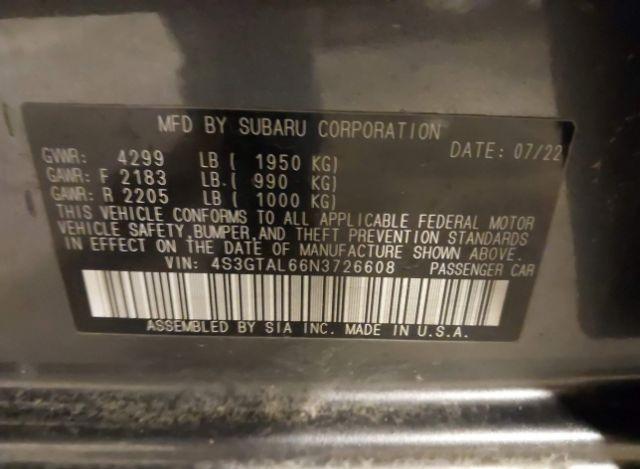 MFD BY SUBARU CORPORATION
DATE: 07/22
GVWR: 4299 LB ( 1950 KG)
GAWR: F 2183 LB ( 990 KG)
GAWR: R 2205 LB ( 1000 KG)
THIS VEHICLE CONFORMS TO ALL APPLICABLE FEDERAL MOTOR
VEHICLE SAFETY, BUMPER, AND THEFT PREVENTION STANDARDS
IN EFFECT ON THE DATE OF MANUFACTURE SHOWN ABOVE.
VIN: 4S3GTAL66N3726608 PASSENGER CAR
ASSEMBLED BY SIA INC. MADE IN U.S.A.